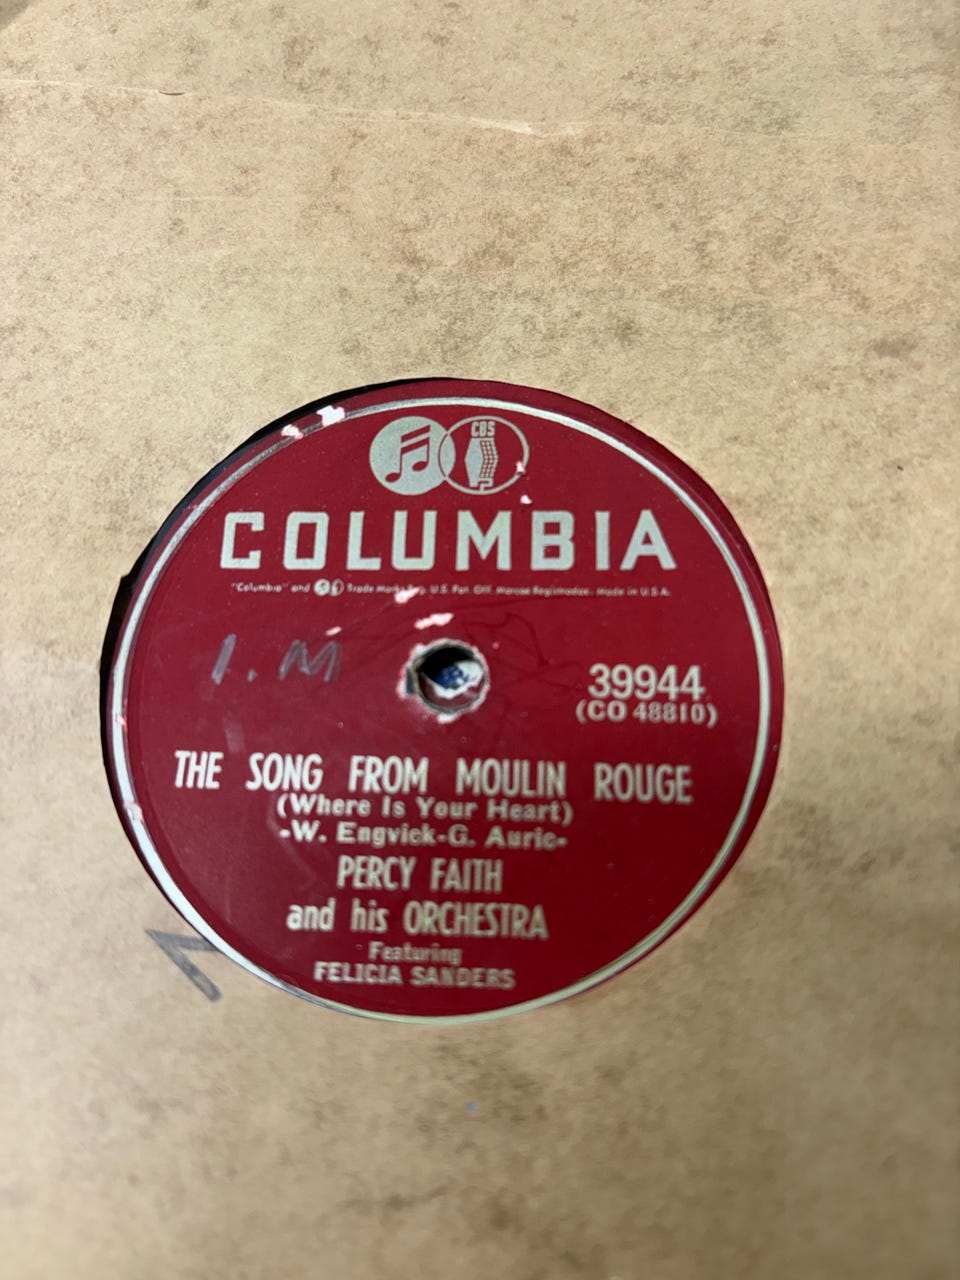 CBS
COLUMBIA
"Columbia" and Trade Marks Reg. U.S. Pat. Off. Marcas Registradas. Made in U.S.A.
I. M
39944
(CO 48810)
THE SONG FROM MOULIN ROUGE
(Where Is Your Heart)
-W. Engvick-G. Auric-
PERCY FAITH
and his ORCHESTRA
Featuring
FELICIA SANDERS